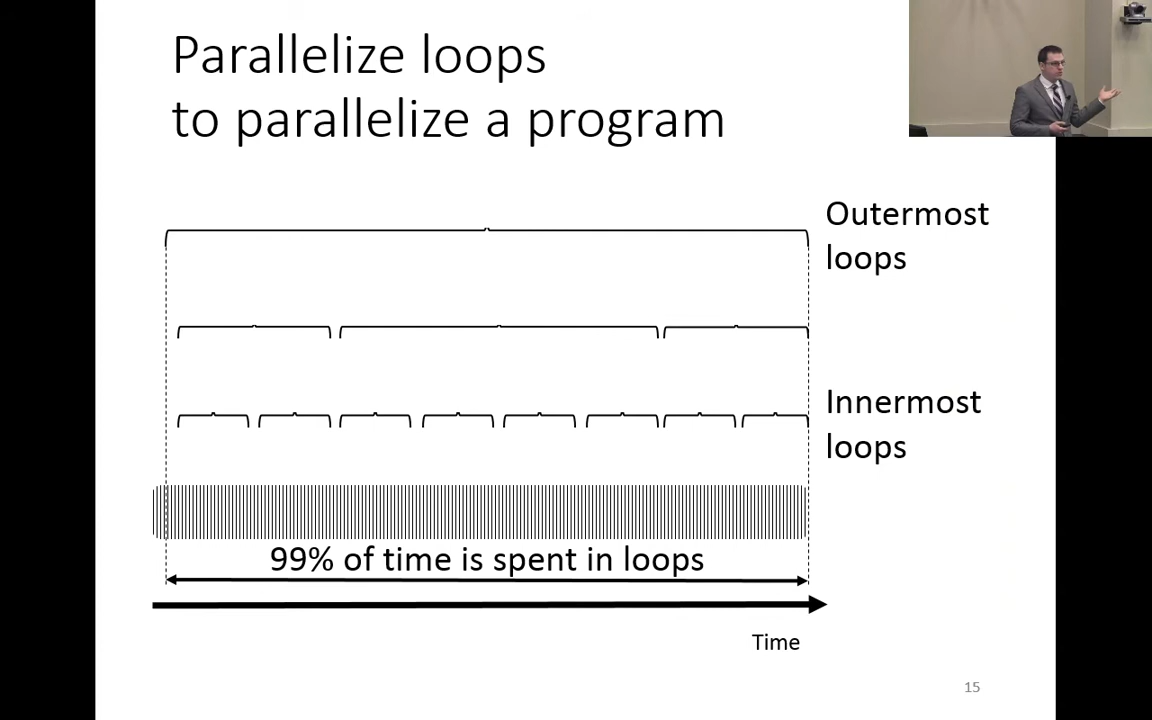 Parallelize loops
to parallelize a program
Outermost
loops
Innermost
loops
99% of time is spent in loops
Time
15